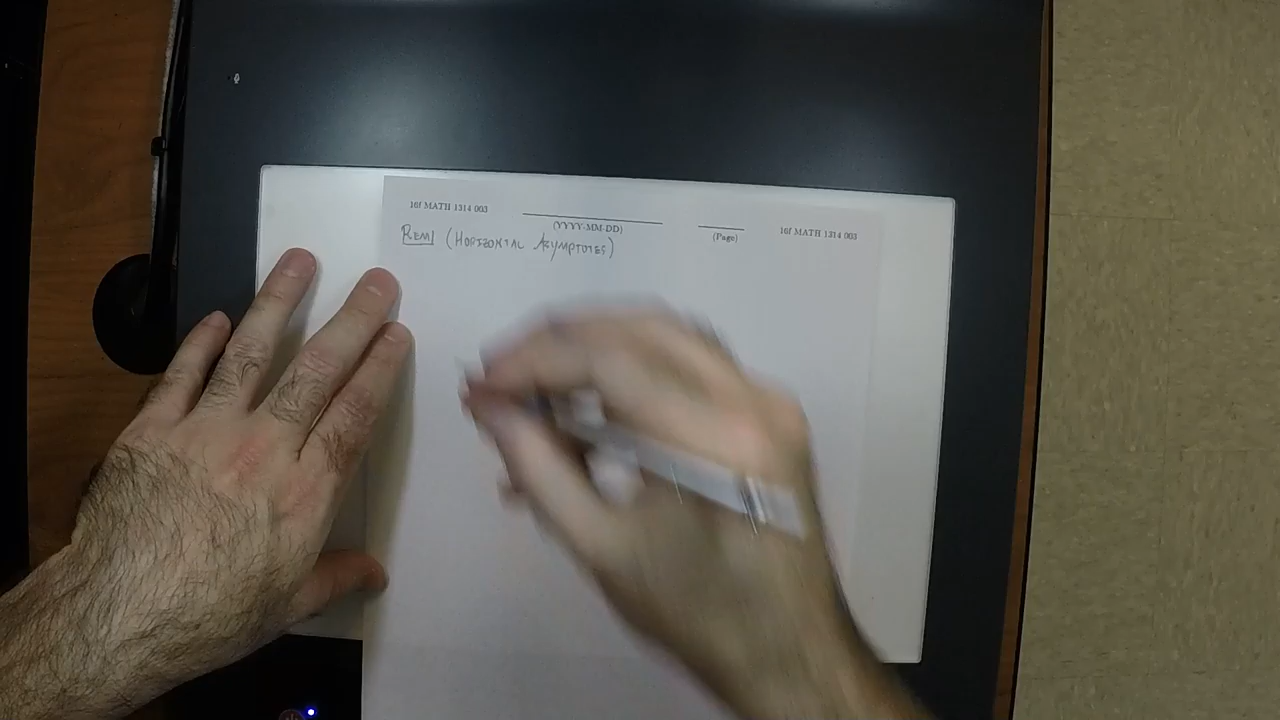 16f MATH 1314 003 (YYYY-MM-DD) (Page) 16f MATH 1314 003
REM (HORIZONTAL ASYMPTOTES)